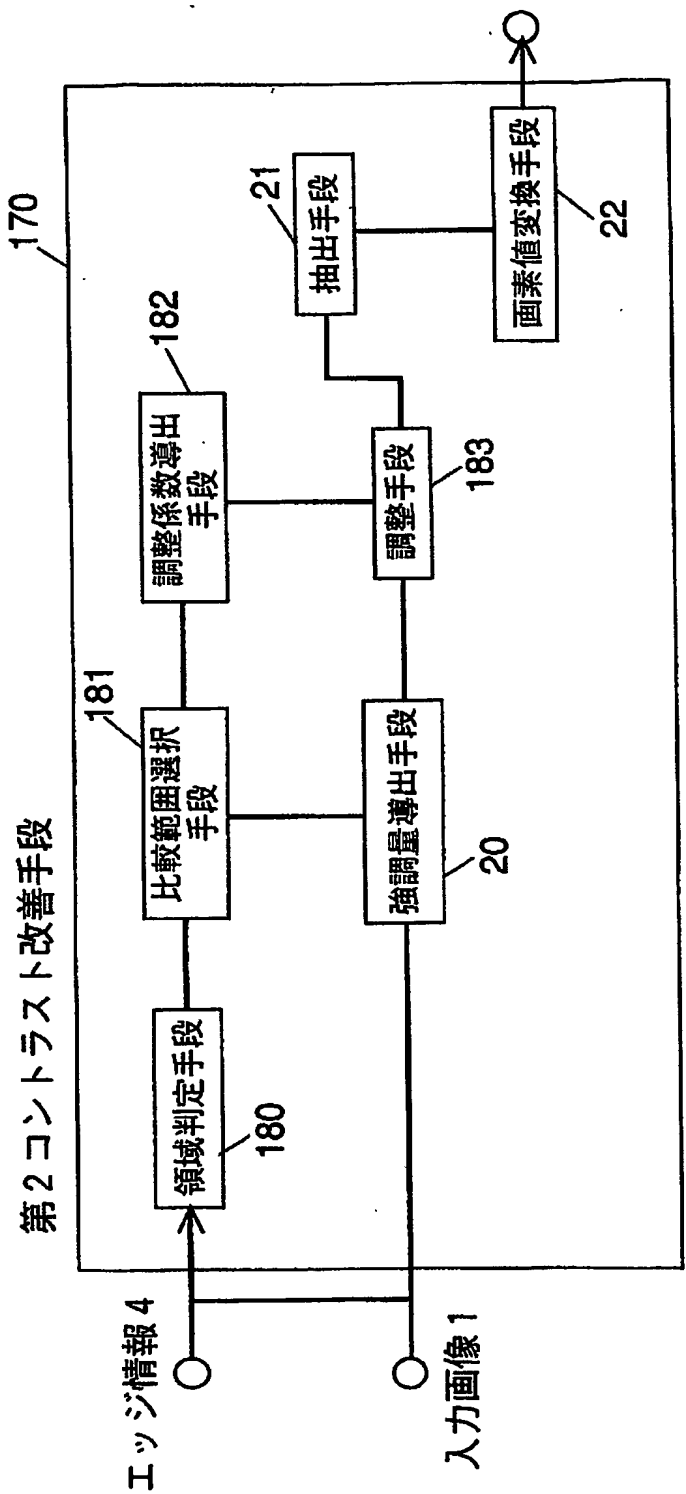 第2コントラスト改善手段
170
エッジ情報4
入力画像1
領域判定手段
180
比較範囲選択
手段
181
調整係数導出
手段
182
強調量導出手段
20
調整手段
183
抽出手段
21
画素値変換手段
22